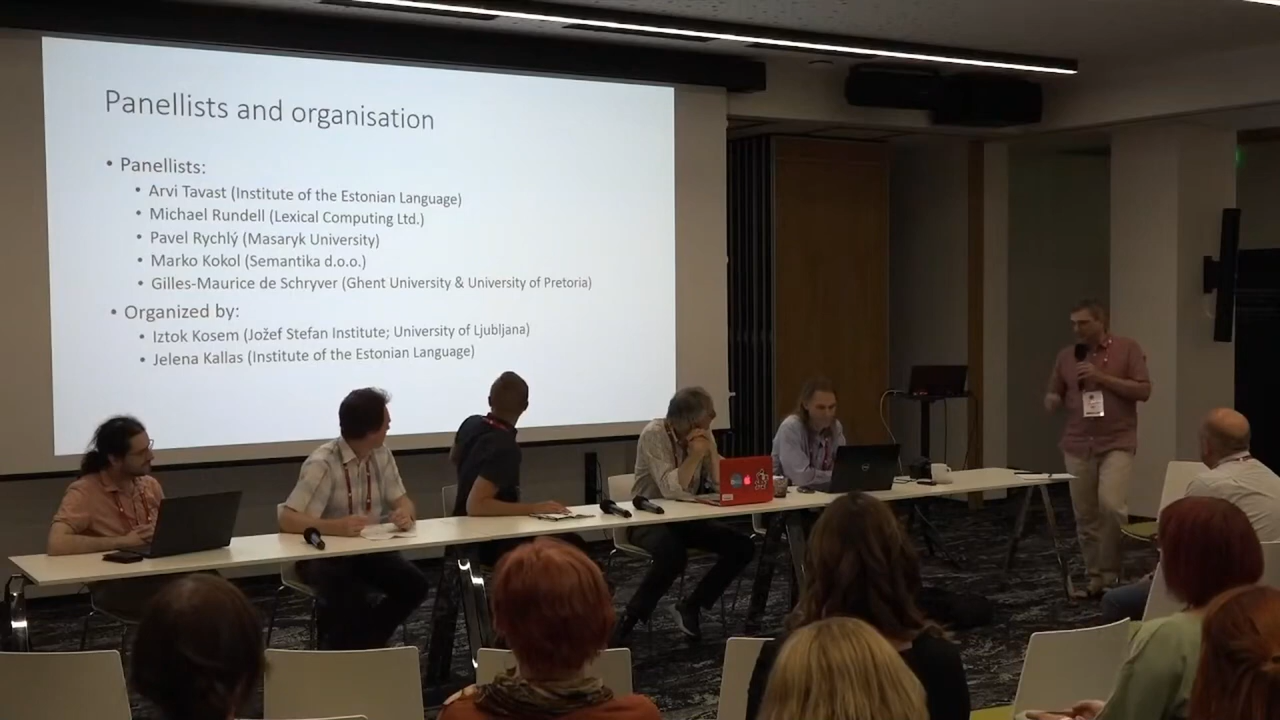 Panellists and organisation
• Panellists:
• Arvi Tavast (Institute of the Estonian Language)
• Michael Rundell (Lexical Computing Ltd.)
• Pavel Rychlý (Masaryk University)
• Marko Kokol (Semantika d.o.o.)
• Gilles-Maurice de Schryver (Ghent University & University of Pretoria)
• Organized by:
• Iztok Kosem (Jožef Stefan Institute; University of Ljubljana)
• Jelena Kallas (Institute of the Estonian Language)